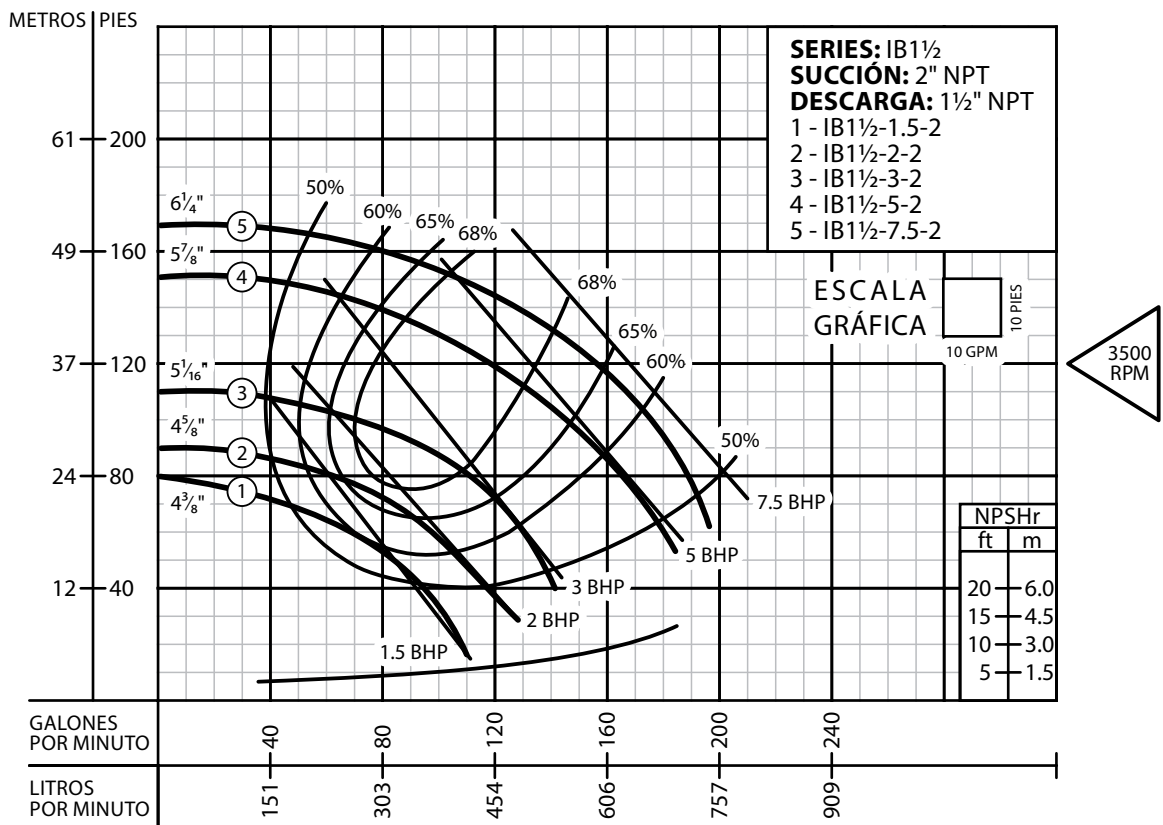 METROS PIES
SERIES: IB1½
SUCCIÓN: 2" NPT
DESCARGA: 1½" NPT
1 - IB1½-1.5-2
2 - IB1½-2-2
3 - IB1½-3-2
4 - IB1½-5-2
5 - IB1½-7.5-2
61 200
49 160
37 120
24 80
12 40
6¼"
5
5⅞"
4
5¹⁄₁₆"
3
4⅝"
2
4⅜"
1
50%
60%
65%
68%
68%
65%
60%
50%
7.5 BHP
5 BHP
3 BHP
2 BHP
1.5 BHP
ESCALA
GRÁFICA
10 PIES
10 GPM
3500
RPM
NPSHr
ft m
20 6.0
15 4.5
10 3.0
5 1.5
GALONES
POR MINUTO
40 80 120 160 200 240
LITROS
POR MINUTO
151 303 454 606 757 909